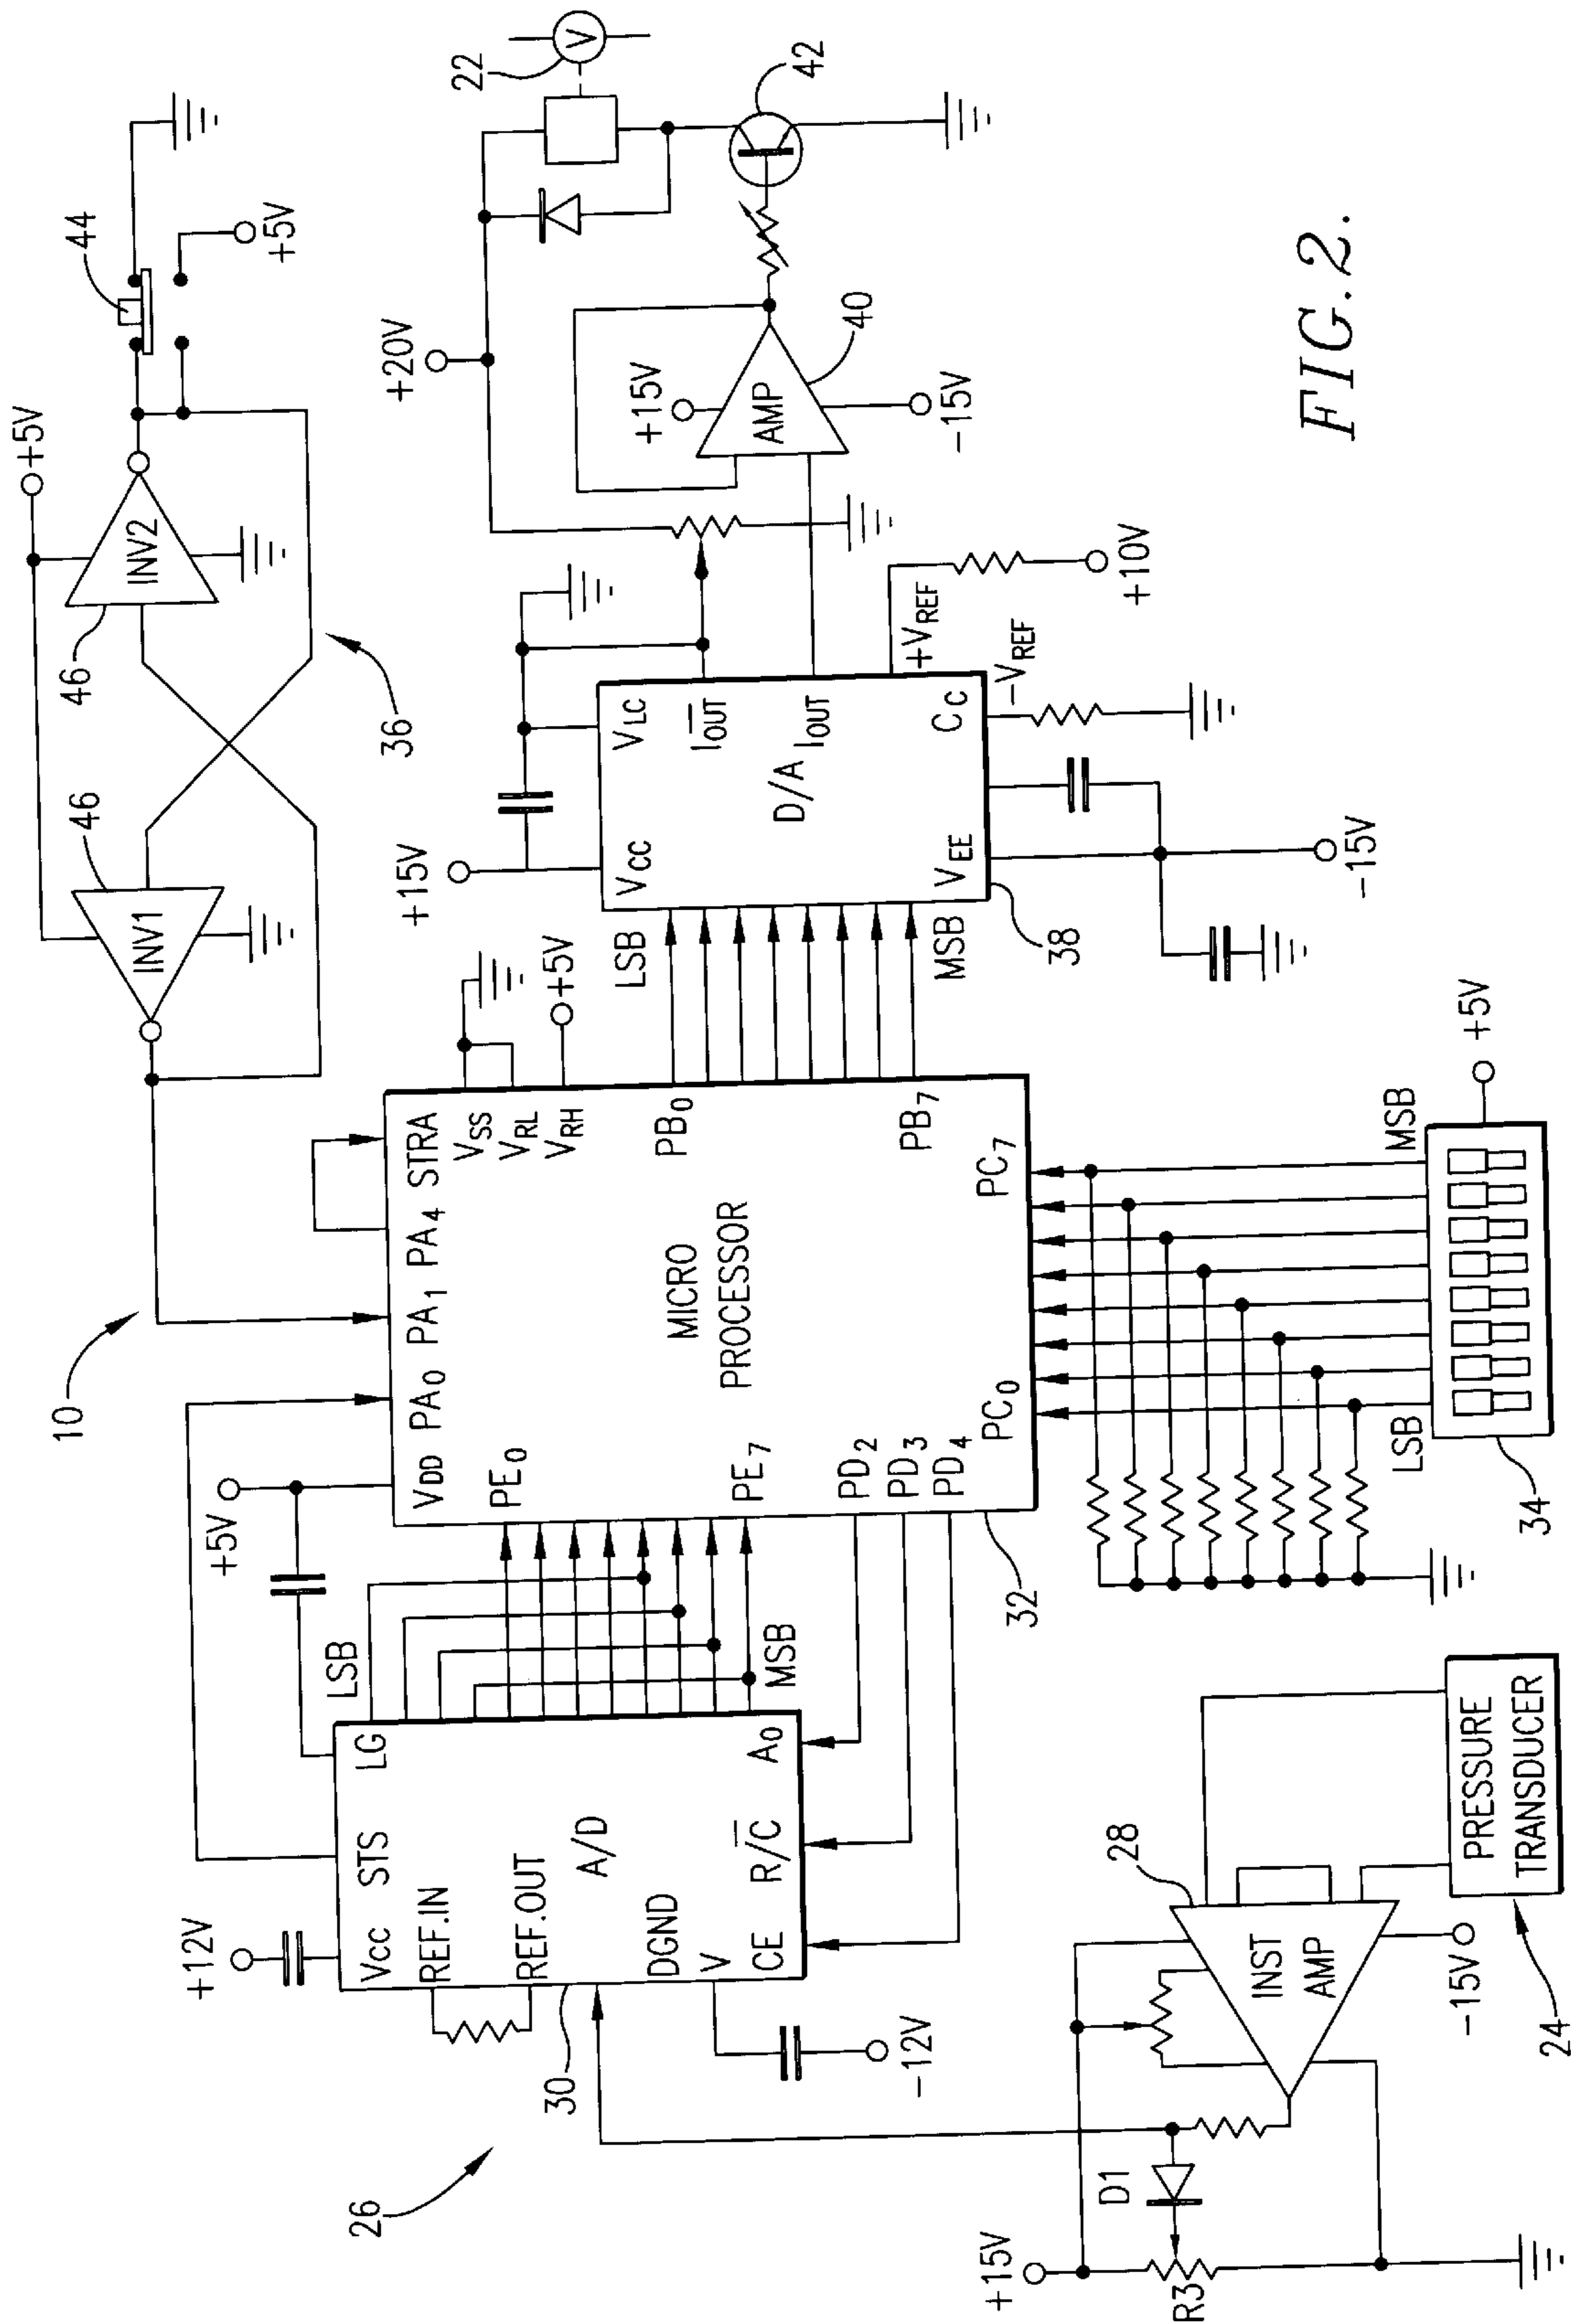 10
26
+5V
INV1
46
INV2
46
36
44
+5V
+12V
+5V
VCC STS LG
REF.IN
REF.OUT
A/D
DGND
V
CE R/C A0
30
-12V
LSB
MSB
VDD PA0 PA1 PA4 STRA
PE0
PE7
PD2
PD3
PD4
MICRO
PROCESSOR
VSS
VRL
VRH
PB0
PB7
PC0
PC7
32
+5V
LSB
MSB
+15V
VCC
VLC
IOUT
D/A
IOUT
VEE
CC
38
-15V
-VREF
+VREF
+10V
+20V
+15V
AMP
-15V
40
22
V
42
+15V
R3
D1
INST
AMP
28
-15V
PRESSURE
TRANSDUCER
24
LSB
MSB
34
+5V
FIG.2.